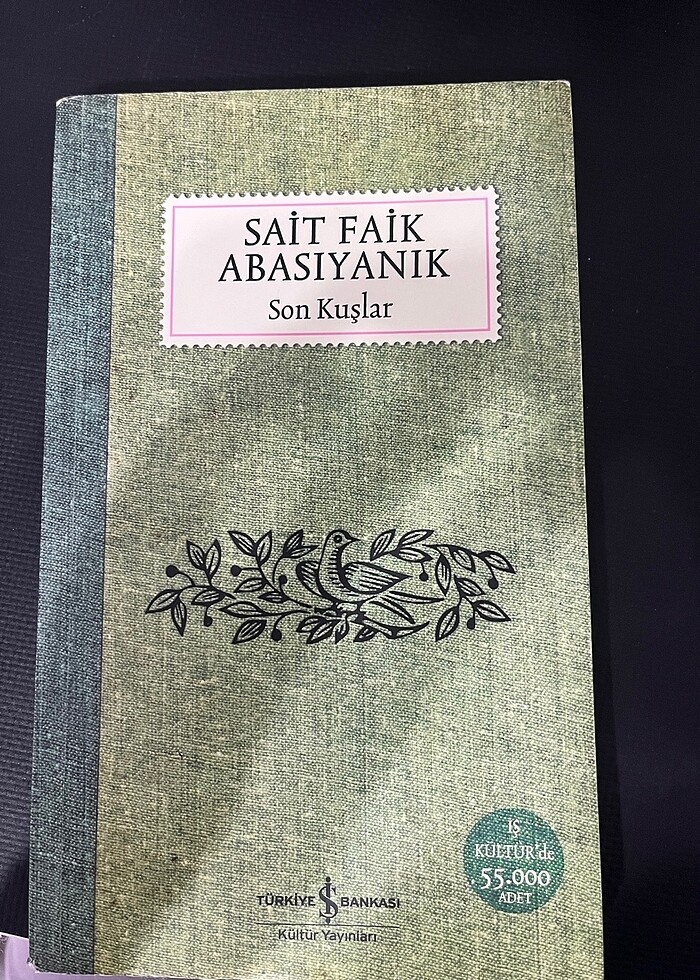 SAİT FAİK
ABASIYANIK
Son Kuşlar
İŞ
KÜLTÜR'de
55.000
ADET
TÜRKİYE İŞ BANKASI
Kültür Yayınları